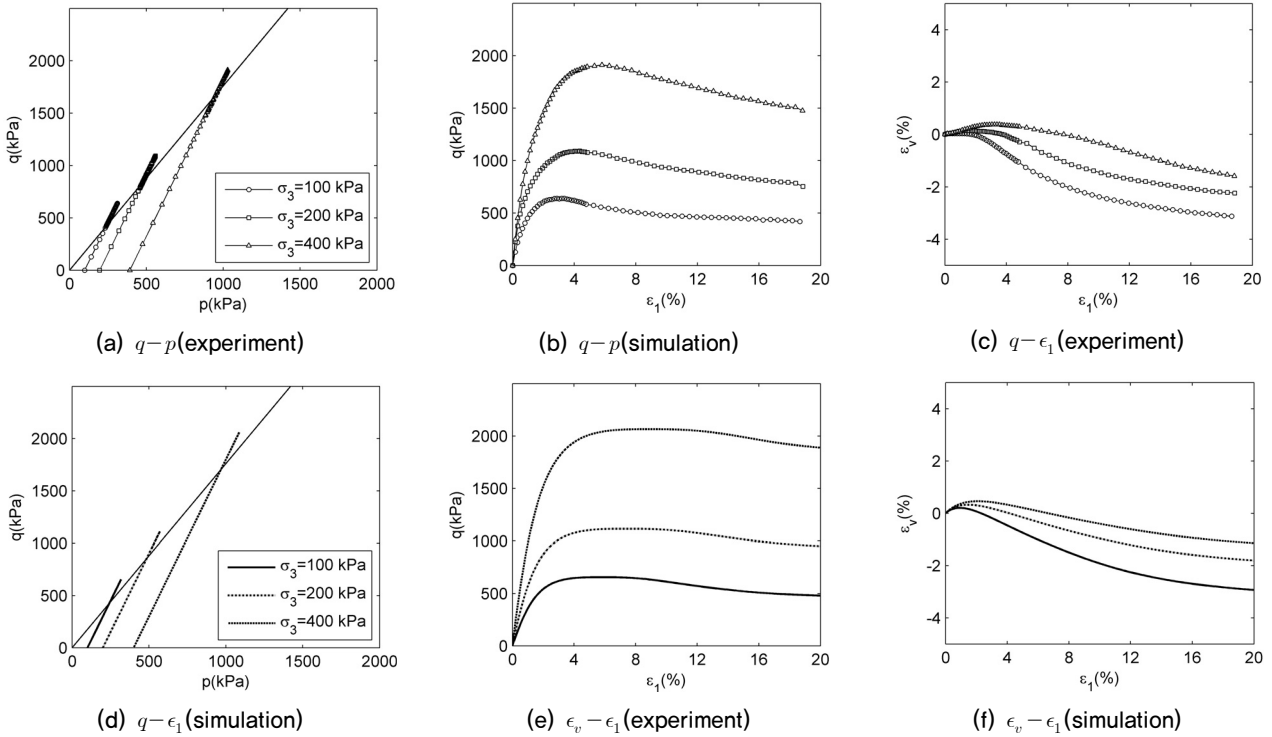 2000
1500
1000
500
0
q(kPa)
σ3=100 kPa
σ3=200 kPa
σ3=400 kPa
0 500 1000 1500 2000
p(kPa)
(a) q−p(experiment)
2000
1500
1000
500
0
q(kPa)
0 4 8 12 16 20
ε1(%)
(b) q−p(simulation)
4
2
0
-2
-4
εv(%)
0 4 8 12 16 20
ε1(%)
(c) q−ϵ1(experiment)
2000
1500
1000
500
0
q(kPa)
σ3=100 kPa
σ3=200 kPa
σ3=400 kPa
0 500 1000 1500 2000
p(kPa)
(d) q−ϵ1(simulation)
2000
1500
1000
500
0
q(kPa)
0 4 8 12 16 20
ε1(%)
(e) ϵv−ϵ1(experiment)
4
2
0
-2
-4
εv(%)
0 4 8 12 16 20
ε1(%)
(f) ϵv−ϵ1(simulation)